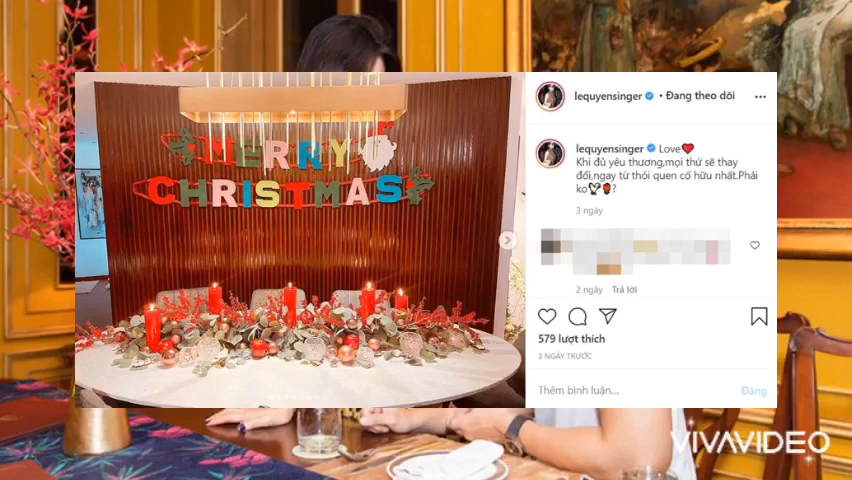 MERRY
CHRISTMAS
lequyensinger • Đang theo dõi
lequyensinger Love❤️
Khi đủ yêu thương,mọi thứ sẽ thay
đổi,ngay từ thói quen cố hữu nhất.Phải
ko🕊🌹?
3 ngày
2 ngày Trả lời
579 lượt thích
3 NGÀY TRƯỚC
Thêm bình luận...
Đăng
VIVAVIDEO